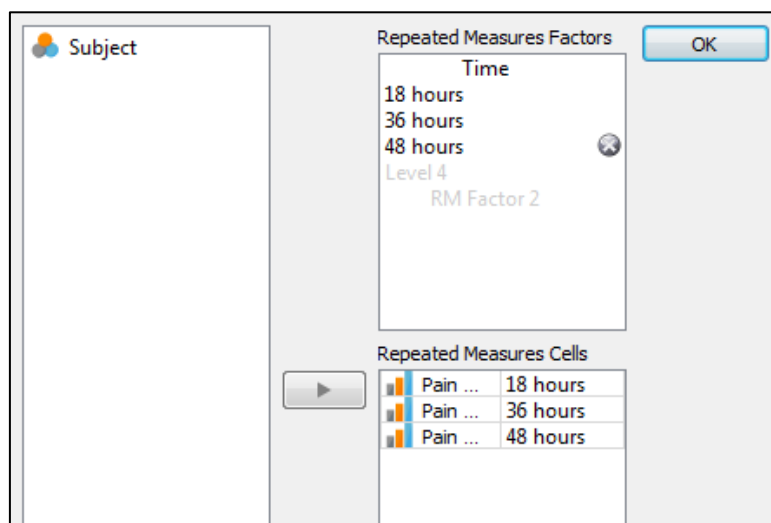 Subject
Repeated Measures Factors
OK
Time
18 hours
36 hours
48 hours
Level 4
RM Factor 2
Repeated Measures Cells
Pain ... 18 hours
Pain ... 36 hours
Pain ... 48 hours